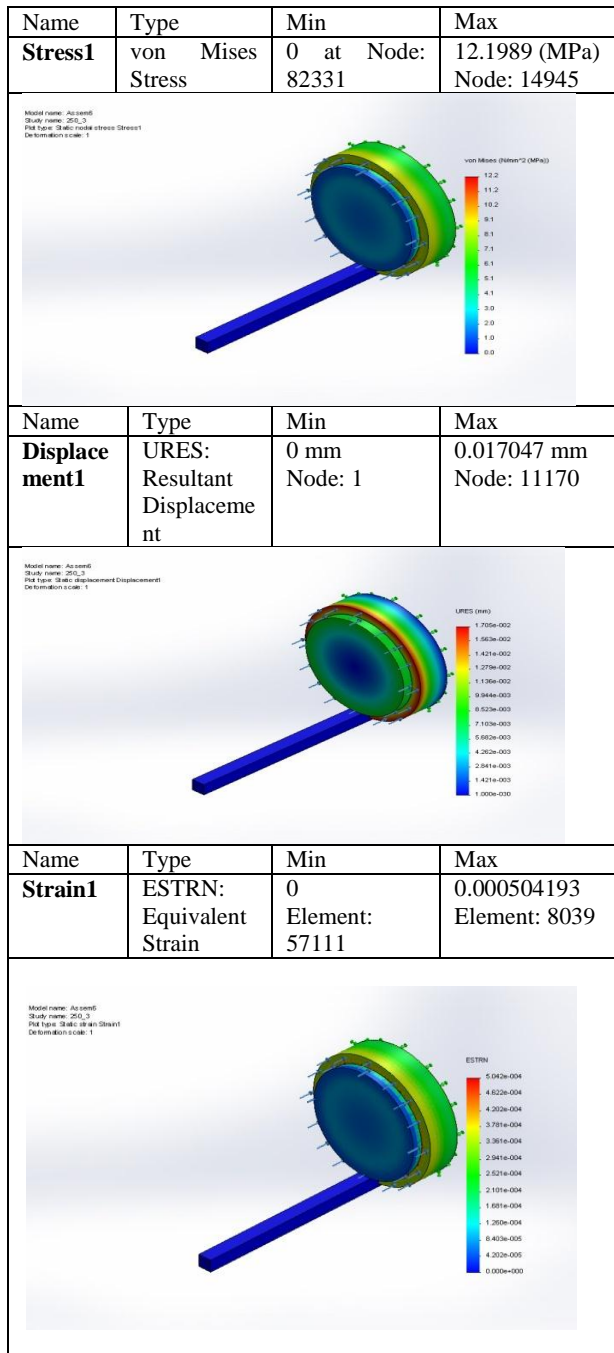 Name Type Min Max
Stress1 von Mises 0 at Node: 12.1989 (MPa)
Stress 82331 Node: 14945
Model name: Assem6
Study name: 250_3
Plot type: Static nodal stress Stress1
Deformation scale: 1
von Mises (N/mm^2 (MPa))
12.2
11.2
10.2
9.1
8.1
7.1
6.1
5.1
4.1
3.0
2.0
1.0
0.0
Name Type Min Max
Displace URES: 0 mm 0.017047 mm
ment1 Resultant Node: 1 Node: 11170
Displaceme
nt
Model name: Assem6
Study name: 250_3
Plot type: Static displacement Displacement1
Deformation scale: 1
URES (mm)
1.705e-002
1.563e-002
1.421e-002
1.279e-002
1.136e-002
9.944e-003
8.523e-003
7.103e-003
5.682e-003
4.262e-003
2.841e-003
1.421e-003
1.000e-030
Name Type Min Max
Strain1 ESTRN: 0 0.000504193
Equivalent Element: Element: 8039
Strain 57111
Model name: Assem6
Study name: 250_3
Plot type: Static strain Strain1
Deformation scale: 1
ESTRN
5.042e-004
4.622e-004
4.202e-004
3.781e-004
3.361e-004
2.941e-004
2.521e-004
2.101e-004
1.681e-004
1.260e-004
8.403e-005
4.202e-005
0.000e+000